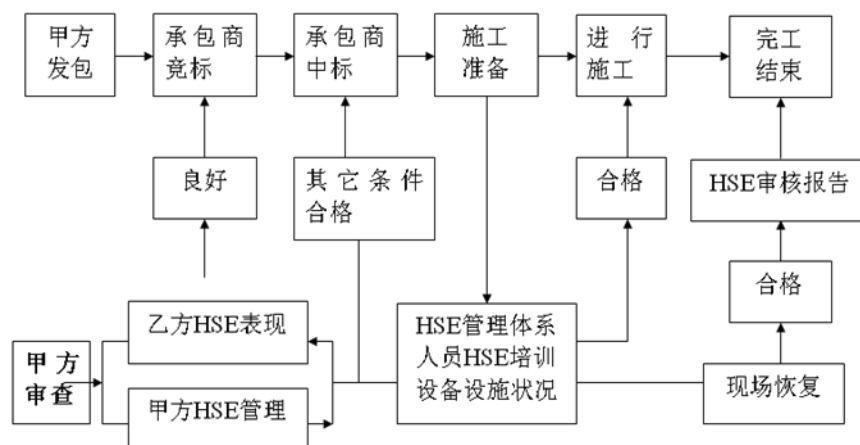 甲方
发包
承包商
竞标
承包商
中标
施工
准备
进行
施工
完工
结束
良好
其它条件
合格
合格
HSE审核报告
合格
乙方HSE表现
甲方
审查
甲方HSE管理
HSE管理体系
人员HSE培训
设备设施状况
现场恢复